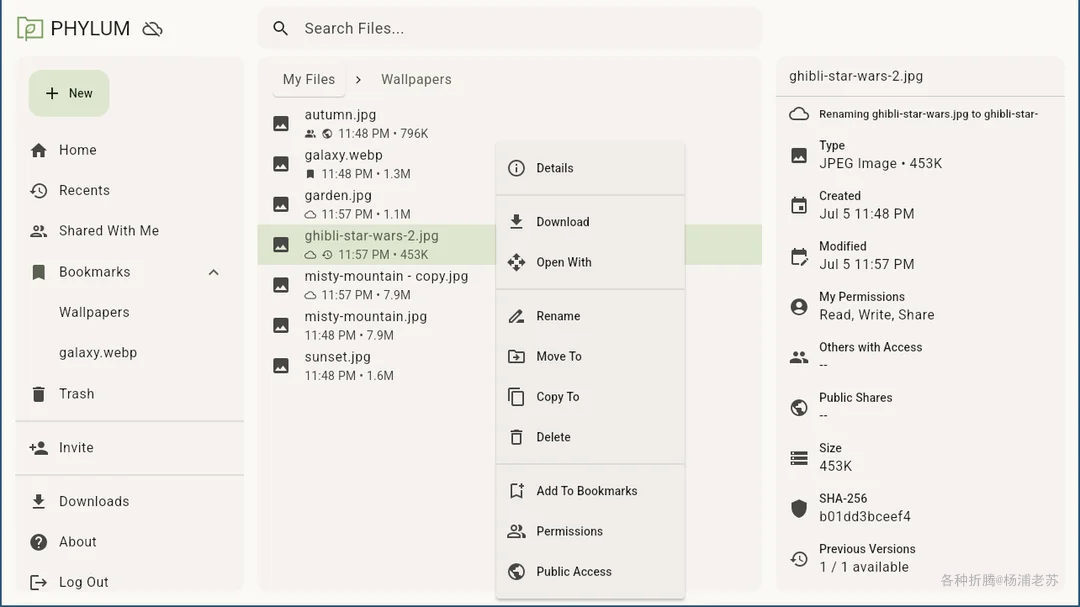 PHYLUM
Search Files...
New
Home
Recents
Shared With Me
Bookmarks
Wallpapers
galaxy.webp
Trash
Invite
Downloads
About
Log Out
My Files > Wallpapers
autumn.jpg
11:48 PM • 796K
galaxy.webp
11:48 PM • 1.3M
garden.jpg
11:57 PM • 1.1M
ghibli-star-wars-2.jpg
11:57 PM • 453K
misty-mountain - copy.jpg
11:57 PM • 7.9M
misty-mountain.jpg
11:48 PM • 7.9M
sunset.jpg
11:48 PM • 1.6M
Details
Download
Open With
Rename
Move To
Copy To
Delete
Add To Bookmarks
Permissions
Public Access
ghibli-star-wars-2.jpg
Renaming ghibli-star-wars.jpg to ghibli-star-
Type
JPEG Image • 453K
Created
Jul 5 11:48 PM
Modified
Jul 5 11:57 PM
My Permissions
Read, Write, Share
Others with Access
--
Public Shares
--
Size
453K
SHA-256
b01dd3bceef4
Previous Versions
1 / 1 available
各种折腾@杨浦老苏